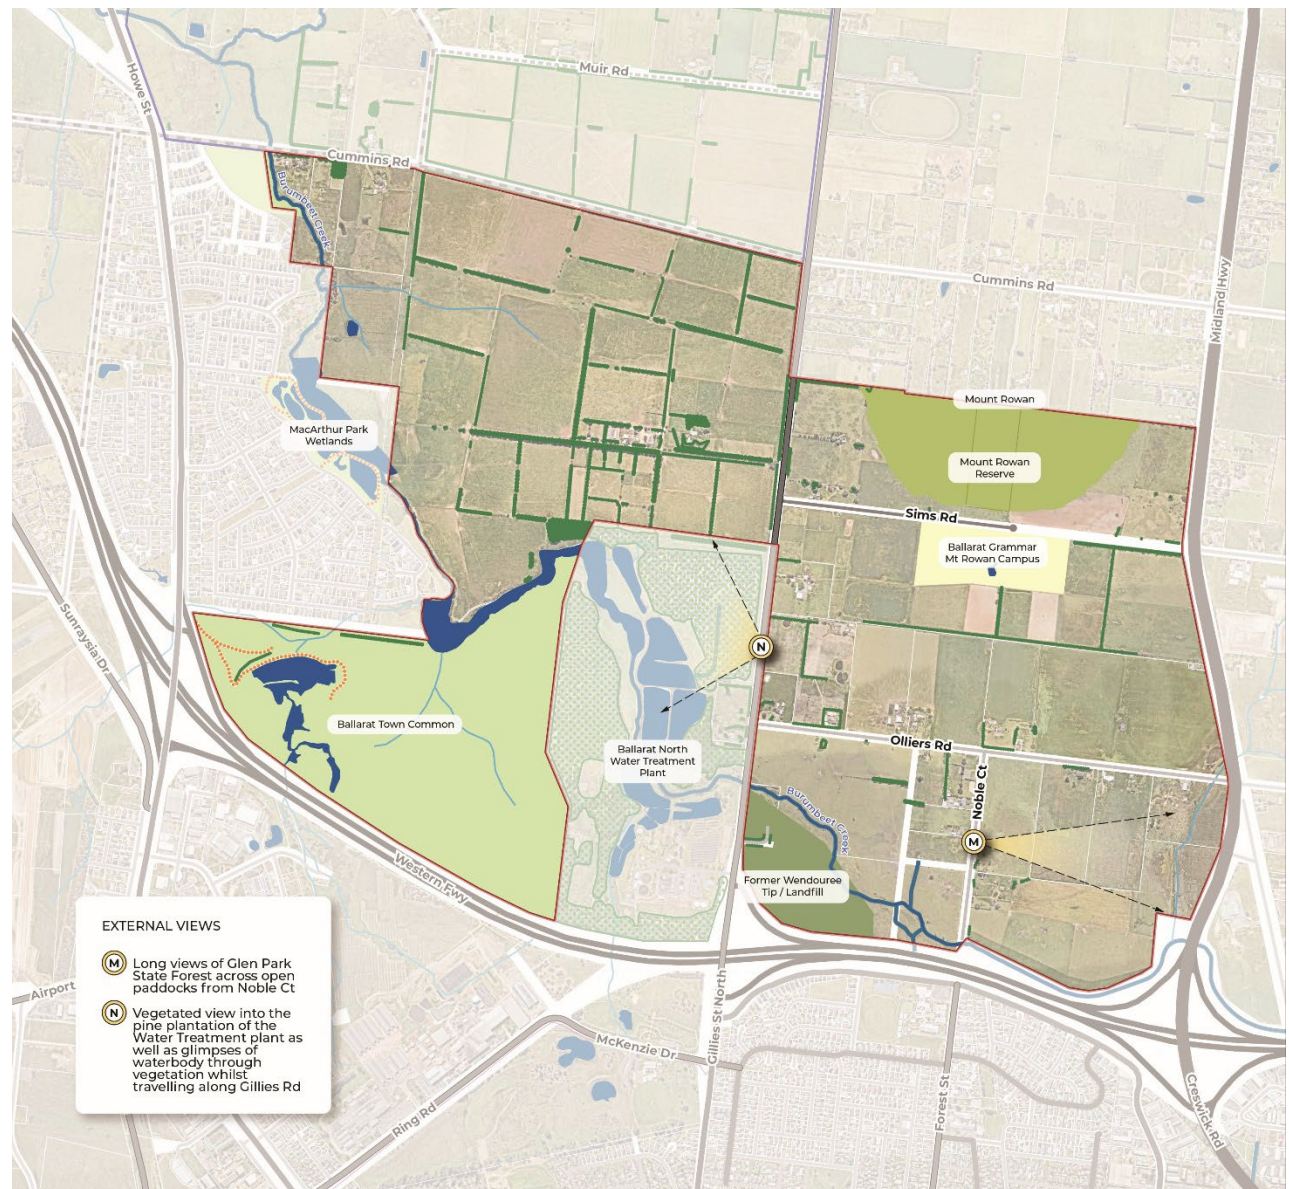 Howe St
Muir Rd
Cummins Rd
Burrumbeet Creek
Cummins Rd
Midland Hwy
Mount Rowan
MacArthur Park
Wetlands
Mount Rowan
Reserve
Sims Rd
Ballarat Grammar
Mt Rowan Campus
Sunraysia Dr
N
Ballarat Town Common
Ballarat North
Water Treatment
Plant
Olliers Rd
Noble Ct
Burrumbeet Creek
M
Western Fwy
Former Wendouree
Tip / Landfill
EXTERNAL VIEWS
M
Long views of Glen Park
State Forest across open
paddocks from Noble Ct
N
Vegetated view into the
pine plantation of the
Water Treatment plant as
well as glimpses of
waterbody through
vegetation whilst
travelling along Gillies Rd
Airport
Gillies St North
McKenzie Dr
Ring Rd
Forest St
Creswick Rd